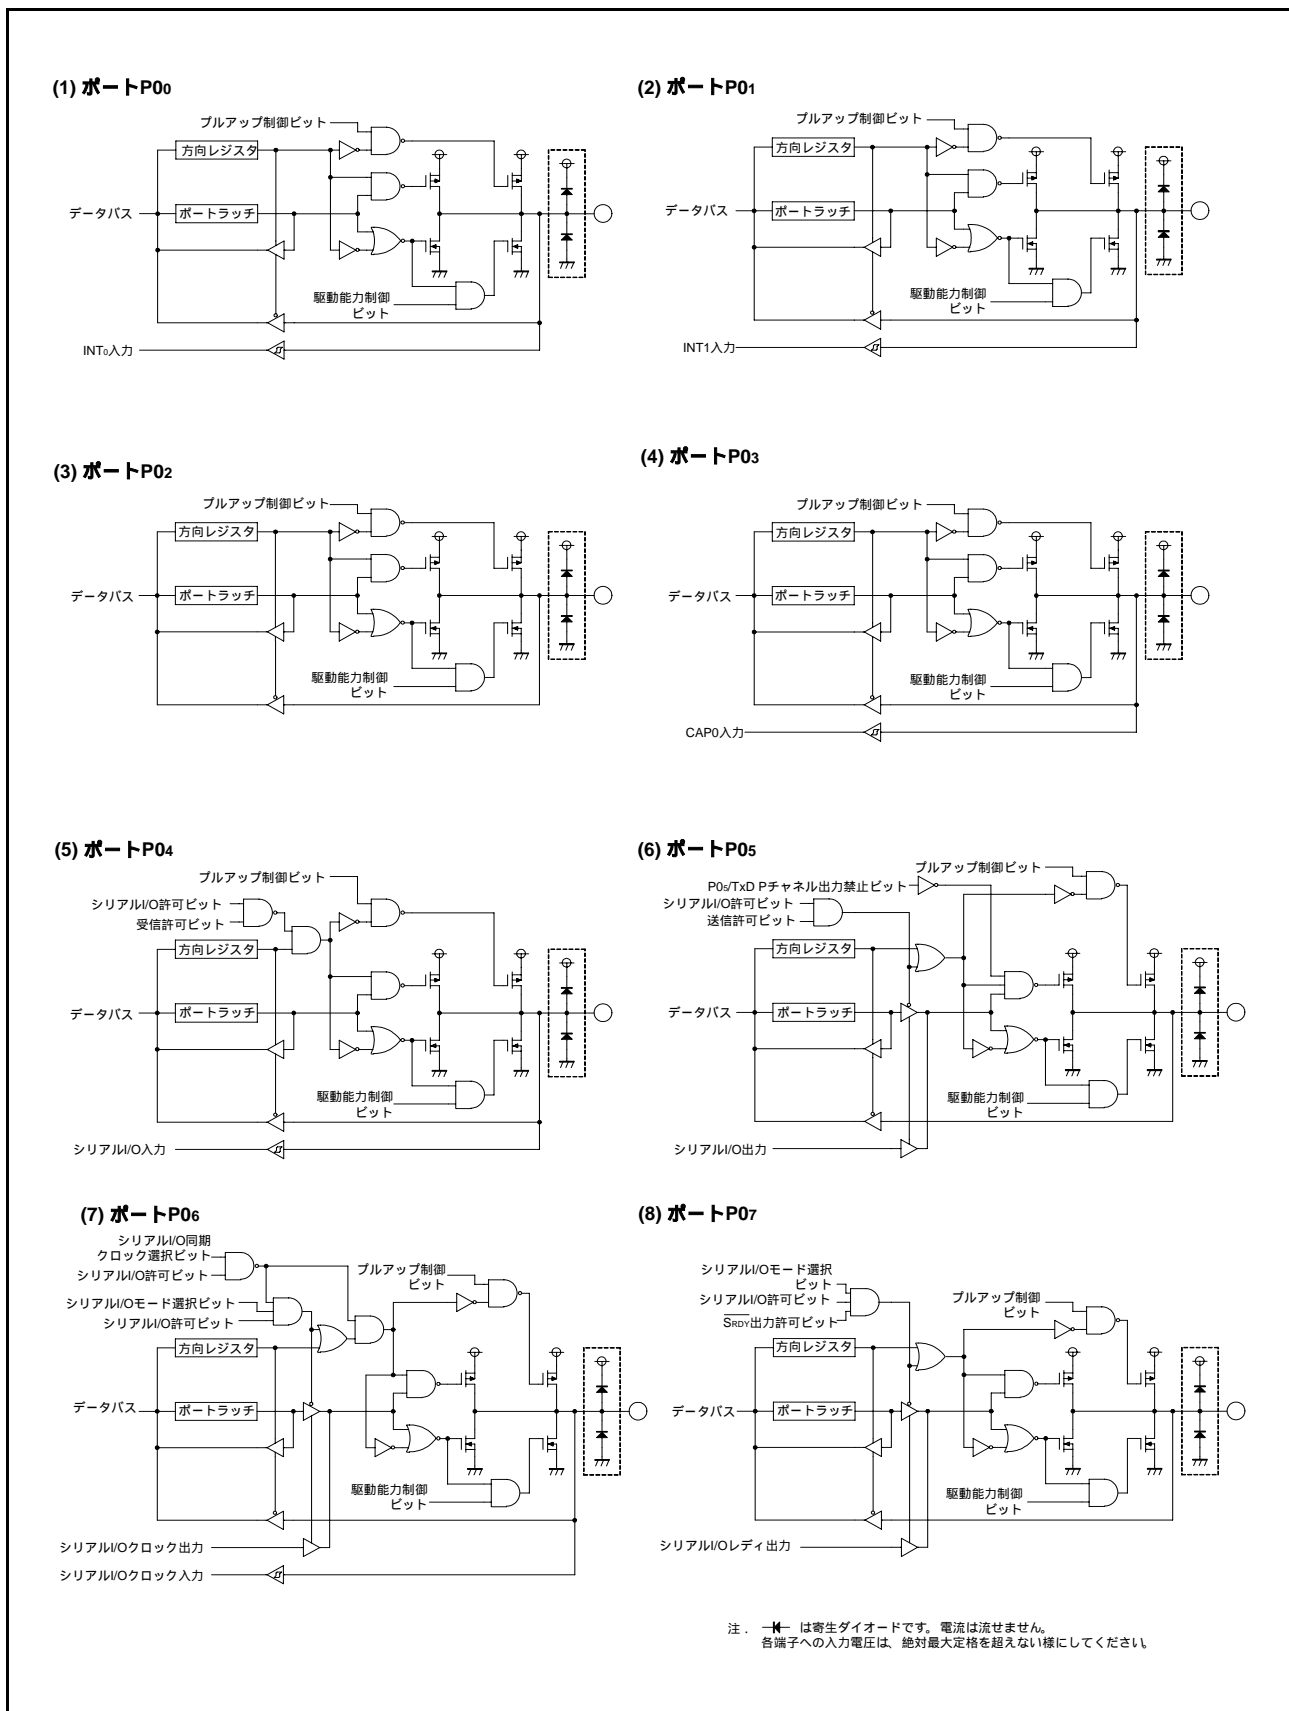 (1) ポートP00
プルアップ制御ビット
方向レジスタ
データバス
ポートラッチ
駆動能力制御
ビット
INT0入力
(2) ポートP01
プルアップ制御ビット
方向レジスタ
データバス
ポートラッチ
駆動能力制御
ビット
INT1入力
(3) ポートP02
プルアップ制御ビット
方向レジスタ
データバス
ポートラッチ
駆動能力制御
ビット
(4) ポートP03
プルアップ制御ビット
方向レジスタ
データバス
ポートラッチ
駆動能力制御
ビット
CAP0入力
(5) ポートP04
プルアップ制御ビット
シリアルI/O許可ビット
受信許可ビット
方向レジスタ
データバス
ポートラッチ
駆動能力制御
ビット
シリアルI/O入力
(6) ポートP05
プルアップ制御ビット
P05/TxD Pチャネル出力禁止ビット
シリアルI/O許可ビット
送信許可ビット
方向レジスタ
データバス
ポートラッチ
駆動能力制御
ビット
シリアルI/O出力
(7) ポートP06
シリアルI/O同期
クロック選択ビット
シリアルI/O許可ビット
プルアップ制御
ビット
シリアルI/Oモード選択ビット
シリアルI/O許可ビット
方向レジスタ
データバス
ポートラッチ
駆動能力制御
ビット
シリアルI/Oクロック出力
シリアルI/Oクロック入力
(8) ポートP07
シリアルI/Oモード選択
ビット
シリアルI/O許可ビット
SRDY出力許可ビット
プルアップ制御
ビット
方向レジスタ
データバス
ポートラッチ
駆動能力制御
ビット
シリアルI/Oレディ出力
注． は寄生ダイオードです。電流は流せません。
各端子への入力電圧は、絶対最大定格を超えない様にしてください。